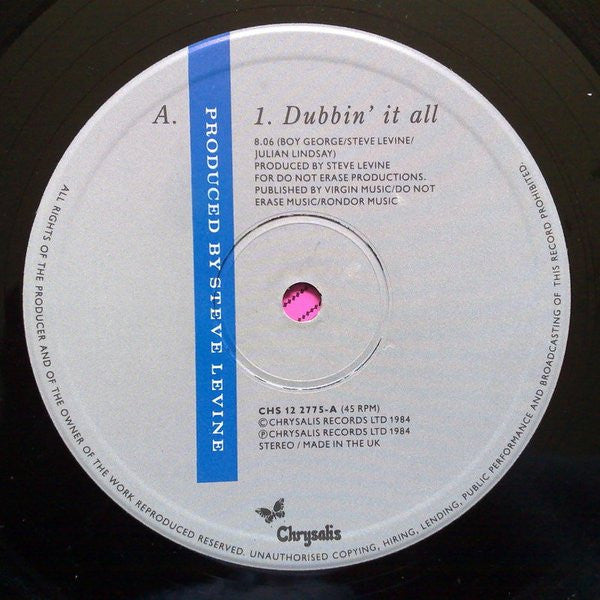 A.
1. Dubbin' it all
8.06 (BOY GEORGE/STEVE LEVINE/
JULIAN LINDSAY)
PRODUCED BY STEVE LEVINE
FOR DO NOT ERASE PRODUCTIONS.
PUBLISHED BY VIRGIN MUSIC/DO NOT
ERASE MUSIC/RONDOR MUSIC
PRODUCED BY STEVE LEVINE
CHS 12 2775-A (45 RPM)
©CHRYSALIS RECORDS LTD 1984
℗CHRYSALIS RECORDS LTD 1984
STEREO / MADE IN THE UK
Chrysalis
ALL RIGHTS OF THE PRODUCER AND OF THE OWNER OF THE WORK REPRODUCED RESERVED. UNAUTHORISED COPYING, HIRING, LENDING, PUBLIC PERFORMANCE AND BROADCASTING OF THIS RECORD PROHIBITED.